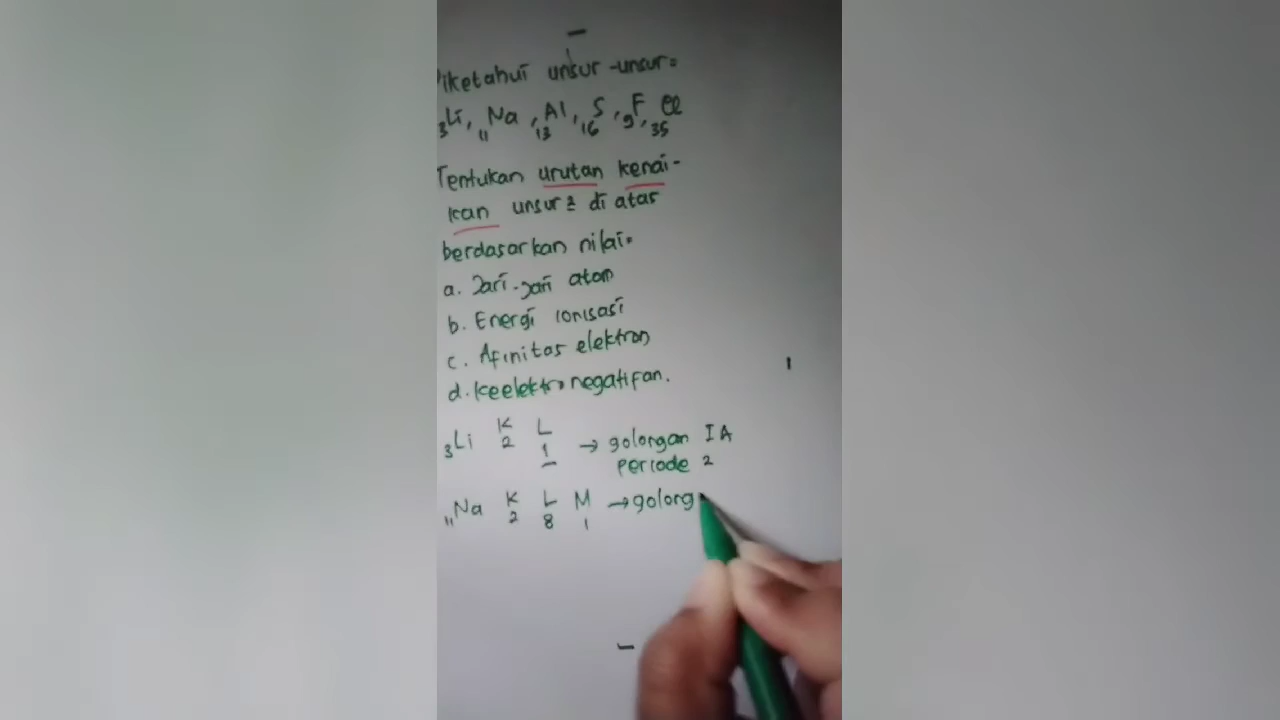 Diketahui unsur-unsur:
₃Li, ₁₁Na, ₁₃Al, ₁₆S, ₉F, ₃₅Cl
Tentukan urutan kenai-
kan unsur² di atas
berdasarkan nilai:
a. Jari-jari atom
b. Energi ionisasi
c. Afinitas elektron
d. Keelektronegatifan.
₃Li K L → golongan IA
2 1 periode 2
₁₁Na K L M → golong
2 8 1